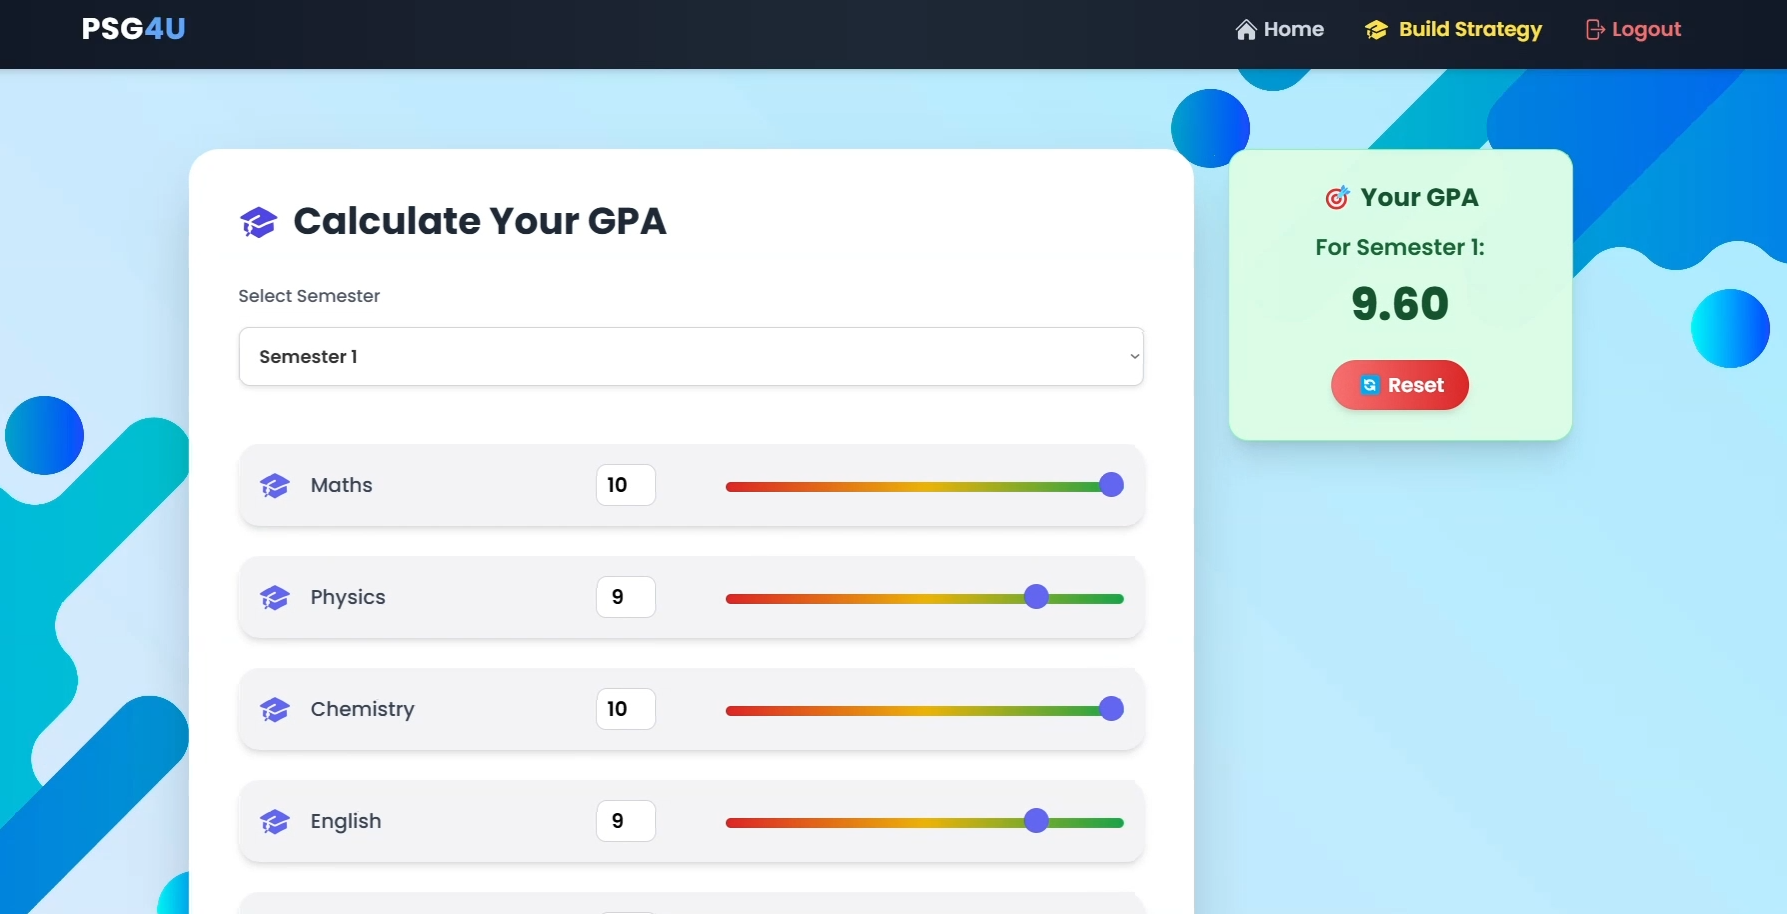 PSG4U
Home
Build Strategy
Logout
Calculate Your GPA
Select Semester
Semester 1
Maths
10
Physics
9
Chemistry
10
English
9
Your GPA
For Semester 1:
9.60
Reset